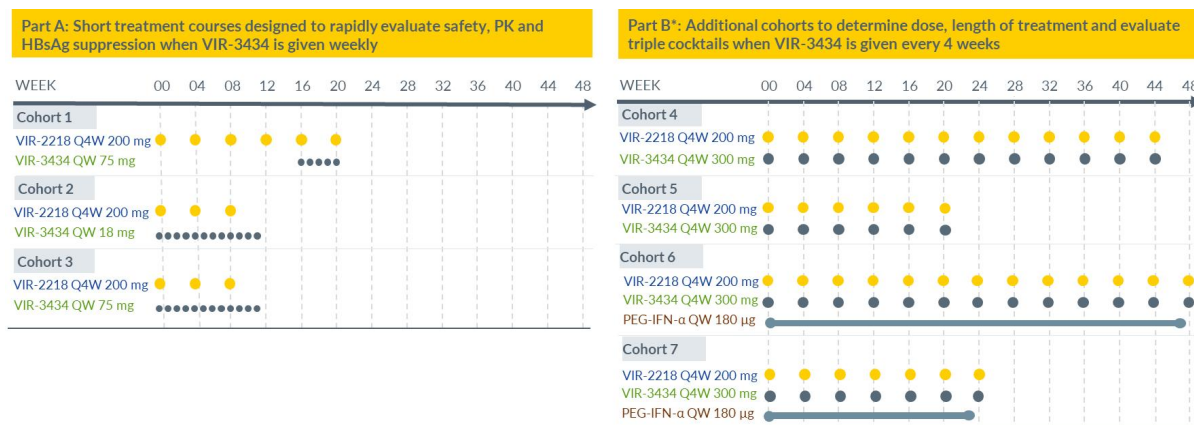 Part A: Short treatment courses designed to rapidly evaluate safety, PK and
HBsAg suppression when VIR-3434 is given weekly
WEEK 00 04 08 12 16 20 24 28 32 36 40 44 48
Cohort 1
VIR-2218 Q4W 200 mg
VIR-3434 QW 75 mg
Cohort 2
VIR-2218 Q4W 200 mg
VIR-3434 QW 18 mg
Cohort 3
VIR-2218 Q4W 200 mg
VIR-3434 QW 75 mg
Part B*: Additional cohorts to determine dose, length of treatment and evaluate
triple cocktails when VIR-3434 is given every 4 weeks
WEEK 00 04 08 12 16 20 24 28 32 36 40 44 48
Cohort 4
VIR-2218 Q4W 200 mg
VIR-3434 Q4W 300 mg
Cohort 5
VIR-2218 Q4W 200 mg
VIR-3434 Q4W 300 mg
Cohort 6
VIR-2218 Q4W 200 mg
VIR-3434 Q4W 300 mg
PEG-IFN-α QW 180 µg
Cohort 7
VIR-2218 Q4W 200 mg
VIR-3434 Q4W 300 mg
PEG-IFN-α QW 180 µg